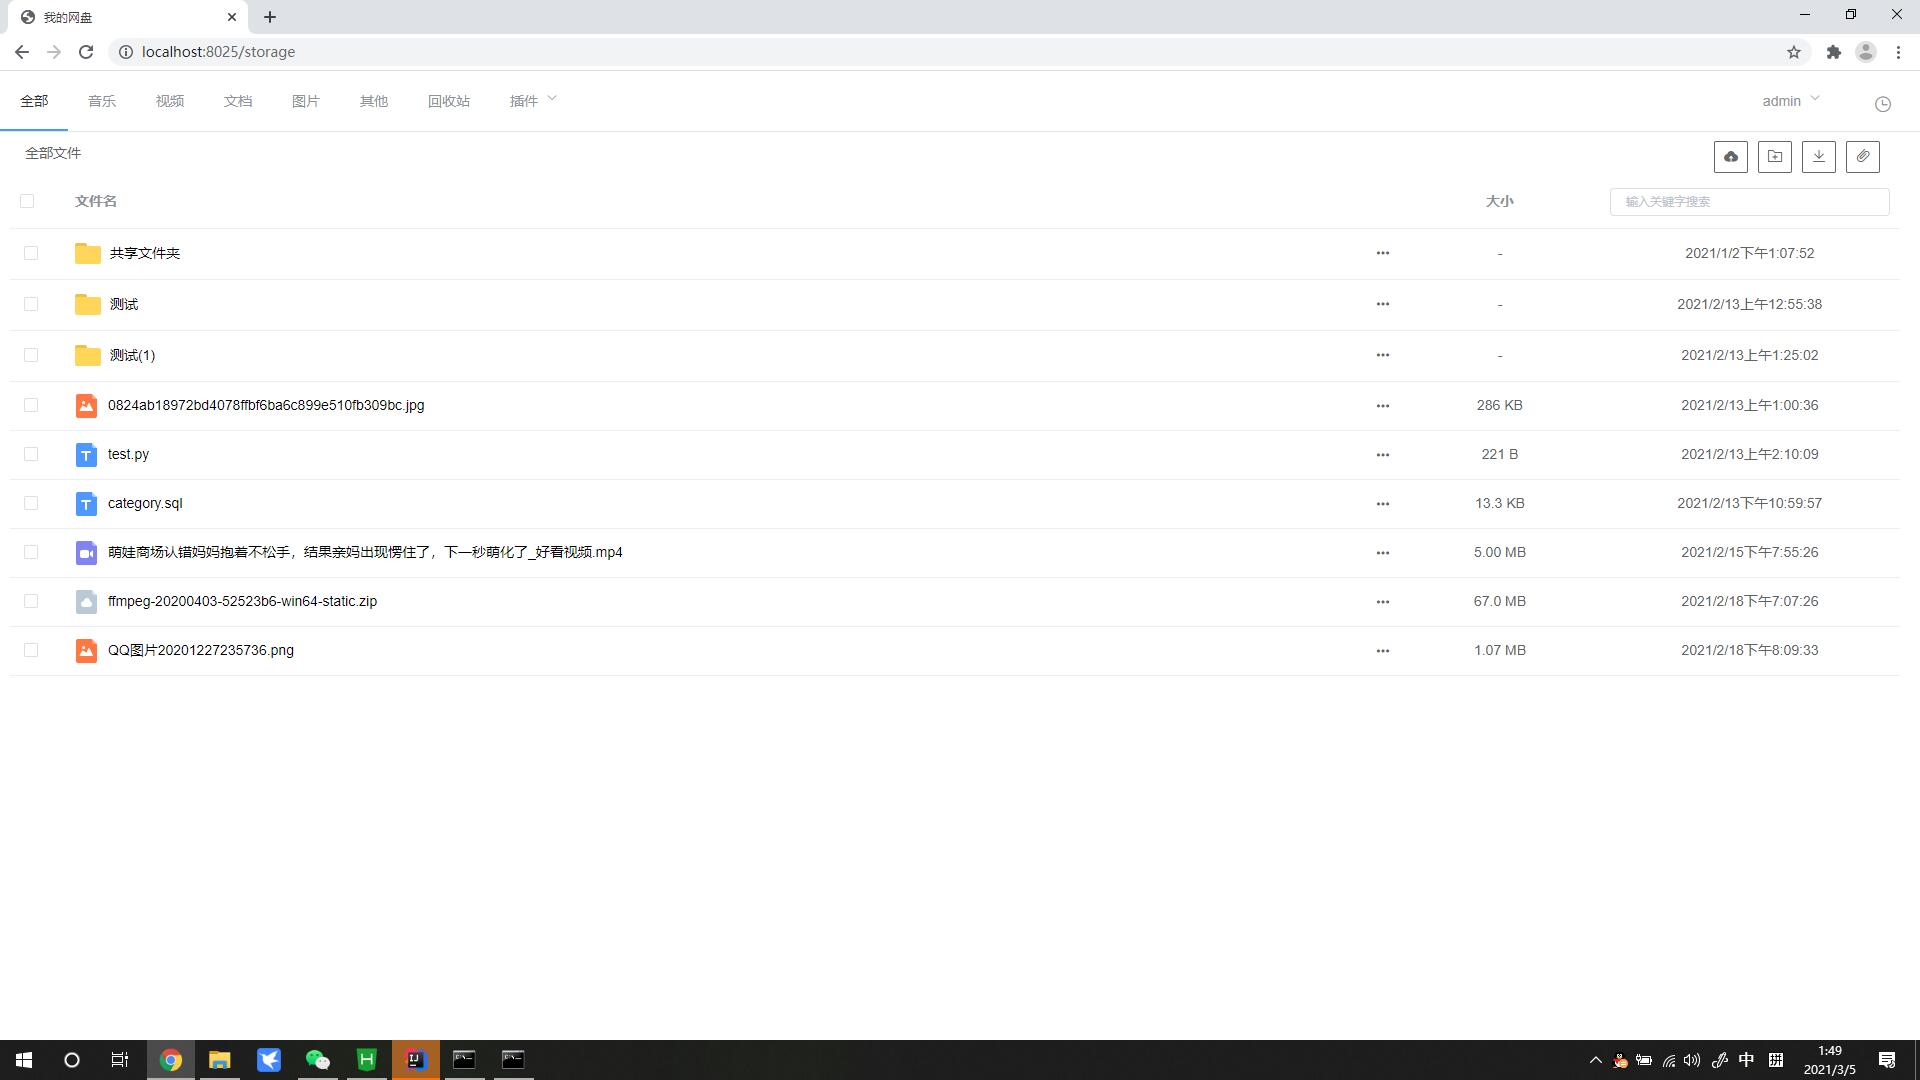 我的网盘
localhost:8025/storage
全部 音乐 视频 文档 图片 其他 回收站 插件 admin
全部文件
文件名 大小 输入关键字搜索
共享文件夹 - 2021/1/2下午1:07:52
测试 - 2021/2/13上午12:55:38
测试(1) - 2021/2/13上午1:25:02
0824ab18972bd4078ffbf6ba6c899e510fb309bc.jpg 286 KB 2021/2/13上午1:00:36
test.py 221 B 2021/2/13上午2:10:09
category.sql 13.3 KB 2021/2/13下午10:59:57
萌娃商场认错妈妈抱着不松手，结果亲妈出现愣住了，下一秒萌化了_好看视频.mp4 5.00 MB 2021/2/15下午7:55:26
ffmpeg-20200403-52523b6-win64-static.zip 67.0 MB 2021/2/18下午7:07:26
QQ图片20201227235736.png 1.07 MB 2021/2/18下午8:09:33
中 拼 1:49
2021/3/5